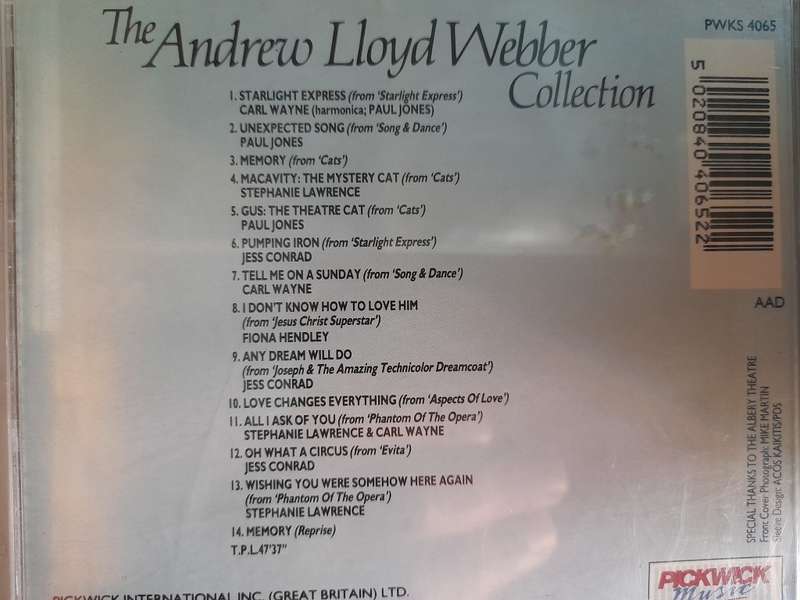 The Andrew Lloyd Webber
Collection
PWKS 4065
5 020840 406522
AAD
1. STARLIGHT EXPRESS (from 'Starlight Express')
CARL WAYNE (harmonica; PAUL JONES)
2. UNEXPECTED SONG (from 'Song & Dance')
PAUL JONES
3. MEMORY (from 'Cats')
4. MACAVITY: THE MYSTERY CAT (from 'Cats')
STEPHANIE LAWRENCE
5. GUS: THE THEATRE CAT (from 'Cats')
PAUL JONES
6. PUMPING IRON (from 'Starlight Express')
JESS CONRAD
7. TELL ME ON A SUNDAY (from 'Song & Dance')
CARL WAYNE
8. I DON'T KNOW HOW TO LOVE HIM
(from 'Jesus Christ Superstar')
FIONA HENDLEY
9. ANY DREAM WILL DO
(from 'Joseph & The Amazing Technicolor Dreamcoat')
JESS CONRAD
10. LOVE CHANGES EVERYTHING (from 'Aspects Of Love')
11. ALL I ASK OF YOU (from 'Phantom Of The Opera')
STEPHANIE LAWRENCE & CARL WAYNE
12. OH WHAT A CIRCUS (from 'Evita')
JESS CONRAD
13. WISHING YOU WERE SOMEHOW HERE AGAIN
(from 'Phantom Of The Opera')
STEPHANIE LAWRENCE
14. MEMORY (Reprise)
T.P.L.47'37"
SPECIAL THANKS TO THE ALBERY THEATRE
Front Cover Photograph: MIKE MARTIN
Sleeve Design: ACOS KAIKITIS/PDS
PICKWICK
Music
PICKWICK INTERNATIONAL INC. (GREAT BRITAIN) LTD.